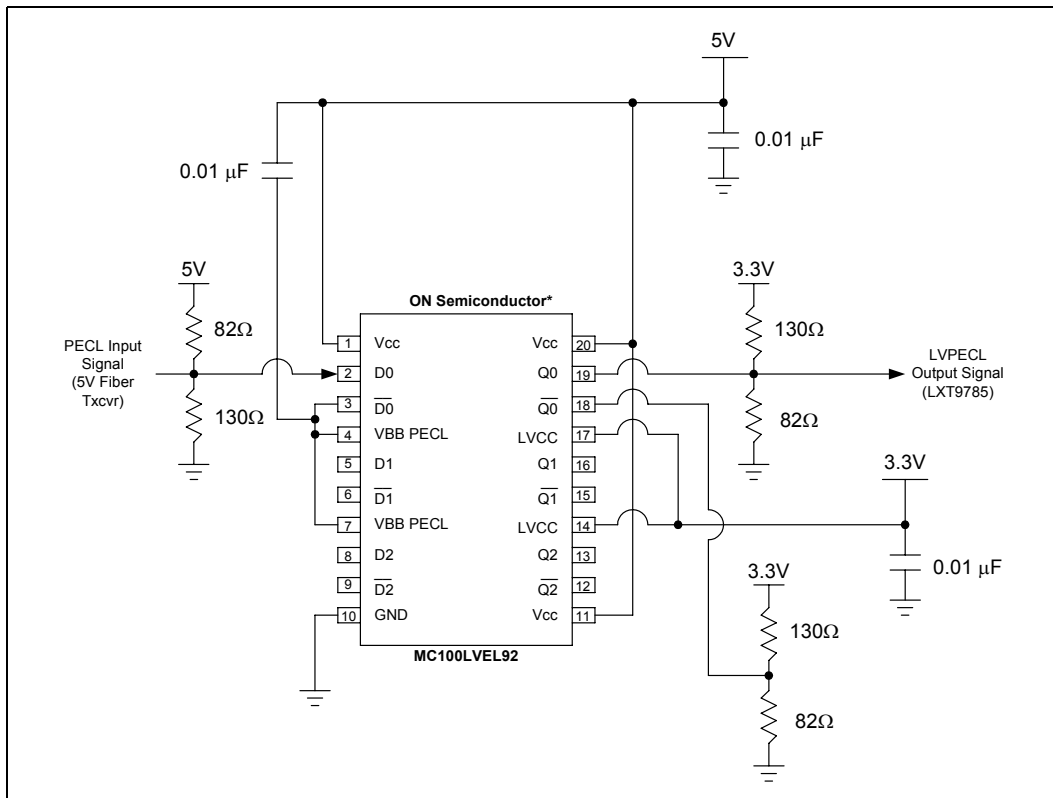 5V
0.01 μF
0.01 μF
5V
82Ω
130Ω
PECL Input
Signal
(5V Fiber
Txcvr)
ON Semiconductor*
1 Vcc
2 D0
3 D̅0̅
4 VBB PECL
5 D1
6 D̅1̅
7 VBB PECL
8 D2
9 D̅2̅
10 GND
Vcc 20
Q0 19
Q̅0̅ 18
LVCC 17
Q1 16
Q̅1̅ 15
LVCC 14
Q2 13
Q̅2̅ 12
Vcc 11
MC100LVEL92
3.3V
130Ω
82Ω
LVPECL
Output Signal
(LXT9785)
3.3V
0.01 μF
3.3V
130Ω
82Ω